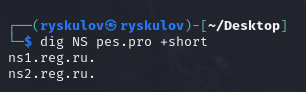 ┌──(ryskulov㉿ryskulov)-[~/Desktop]
└─$ dig NS pes.pro +short
ns1.reg.ru.
ns2.reg.ru.